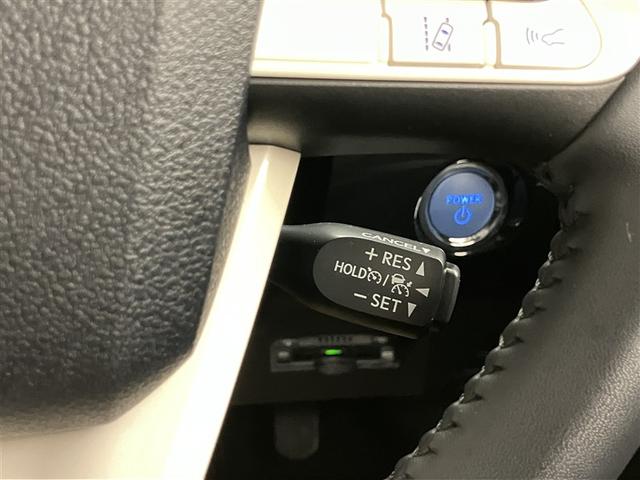 POWER
CANCEL▼
+RES▲
HOLD / ◀
−SET▼